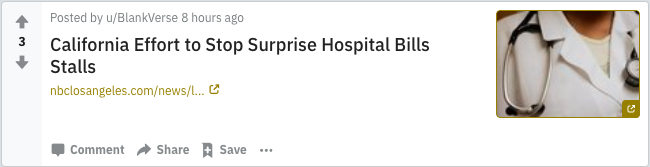 Posted by u/BlankVerse 8 hours ago
3
California Effort to Stop Surprise Hospital Bills
Stalls
nbclosangeles.com/news/l...
Comment Share Save ...